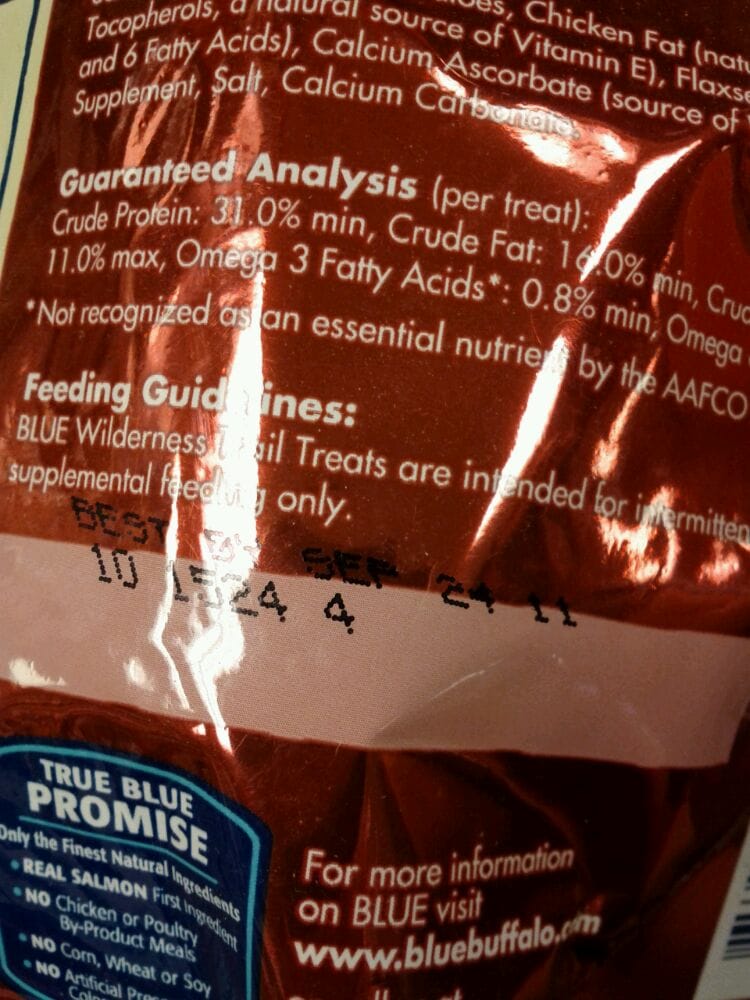 Chicken Fat (natu
Tocopherols, a natural source of Vitamin E), Flaxse
and 6 Fatty Acids), Calcium Ascorbate (source of
Supplement, Salt, Calcium Carbonate.
Guaranteed Analysis (per treat):
Crude Protein: 31.0% min, Crude Fat: 16.0% min, Crud
11.0% max, Omega 3 Fatty Acids*: 0.8% min, Omega
*Not recognized as an essential nutrient by the AAFCO
Feeding Guidelines:
BLUE Wilderness Trail Treats are intended for intermitten
supplemental feeding only.
BEST BY SEP 24 11
10 1524 4
TRUE BLUE
PROMISE
Only the Finest Natural Ingredients
• REAL SALMON First Ingredient
• NO Chicken or Poultry
By-Product Meals
• NO Corn, Wheat or Soy
• NO Artificial Pres
For more information
on BLUE visit
www.bluebuffalo.com